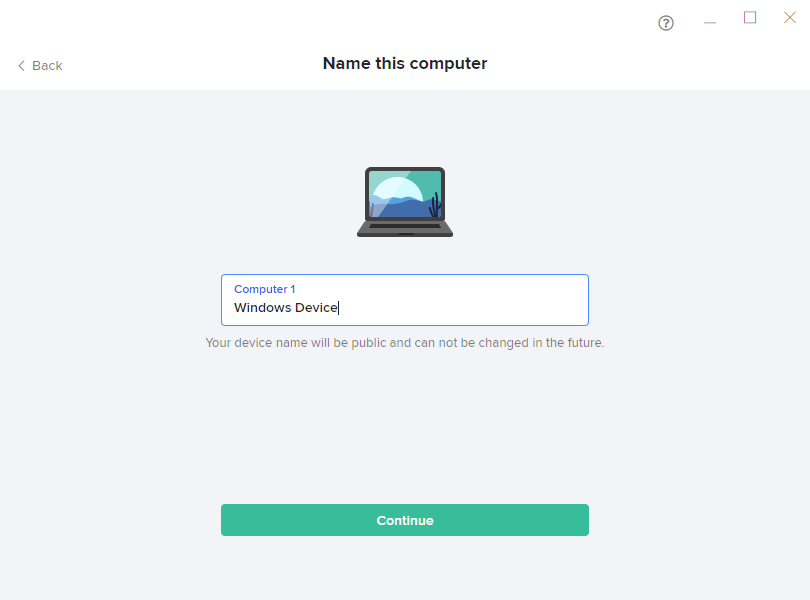 Back
Name this computer
Computer 1
Windows Device
Your device name will be public and can not be changed in the future.
Continue